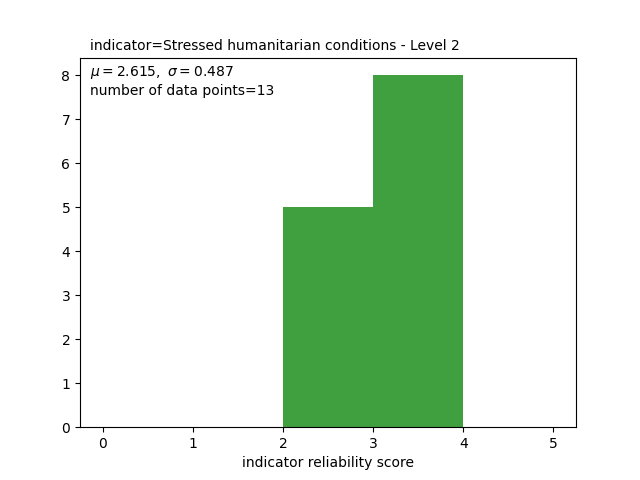 indicator=Stressed humanitarian conditions - Level 2
μ = 2.615, σ = 0.487
number of data points=13
8
7
6
5
4
3
2
1
0
0 1 2 3 4 5
indicator reliability score